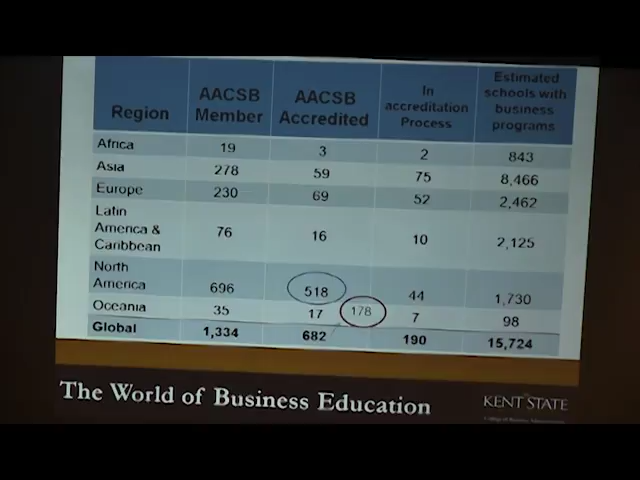 Region AACSB Member AACSB Accredited In accreditation Process Estimated schools with business programs
Africa 19 3 2 843
Asia 278 59 75 8,466
Europe 230 69 52 2,462
Latin America & Caribbean 76 16 10 2,125
North America 696 518 44 1,730
Oceania 35 17 178 7 98
Global 1,334 682 190 15,724
The World of Business Education
KENT STATE